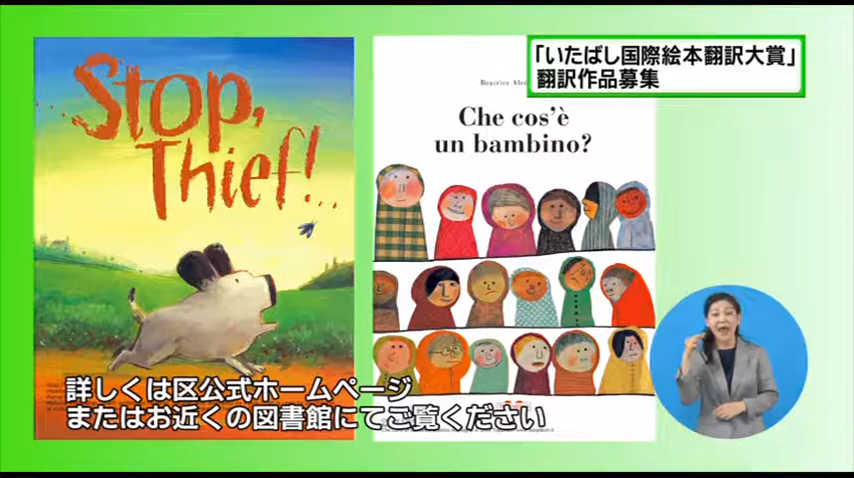 「いたばし国際絵本翻訳大賞」
翻訳作品募集
Stop,
Thief!..
Che cos'è
un bambino?
詳しくは区公式ホームページ
またはお近くの図書館にてご覧ください